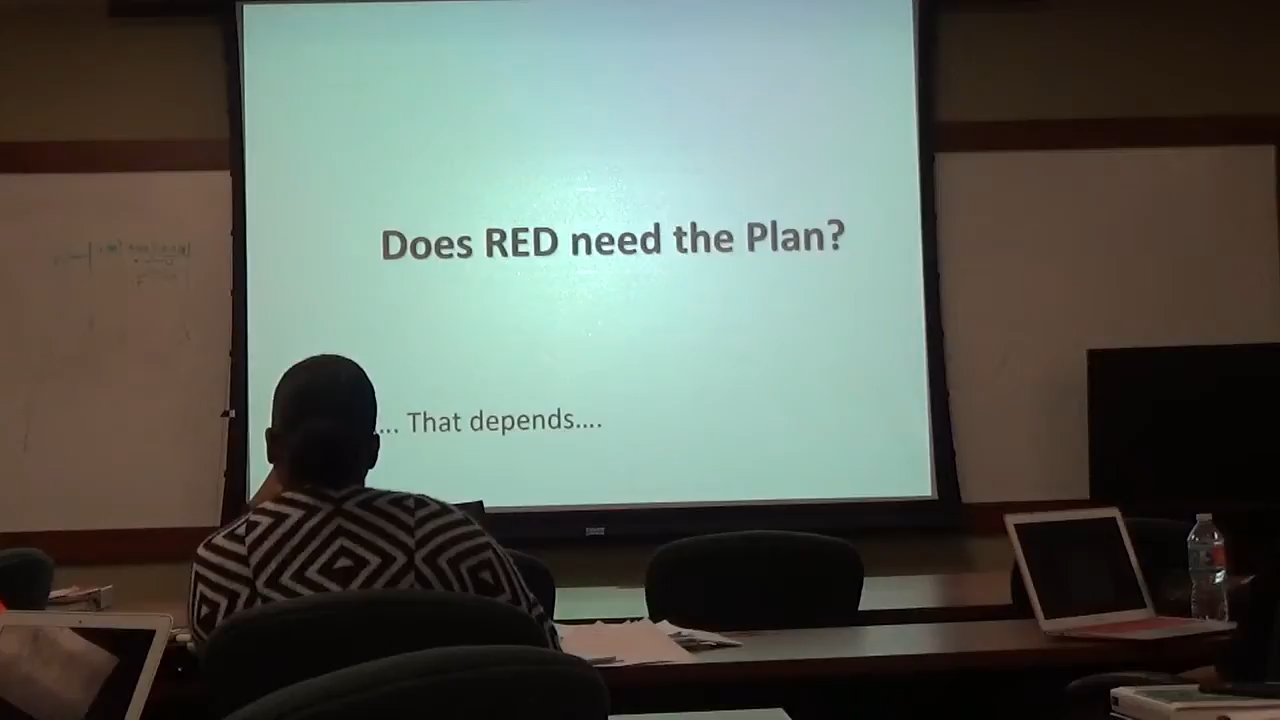 Does RED need the Plan?
... That depends....